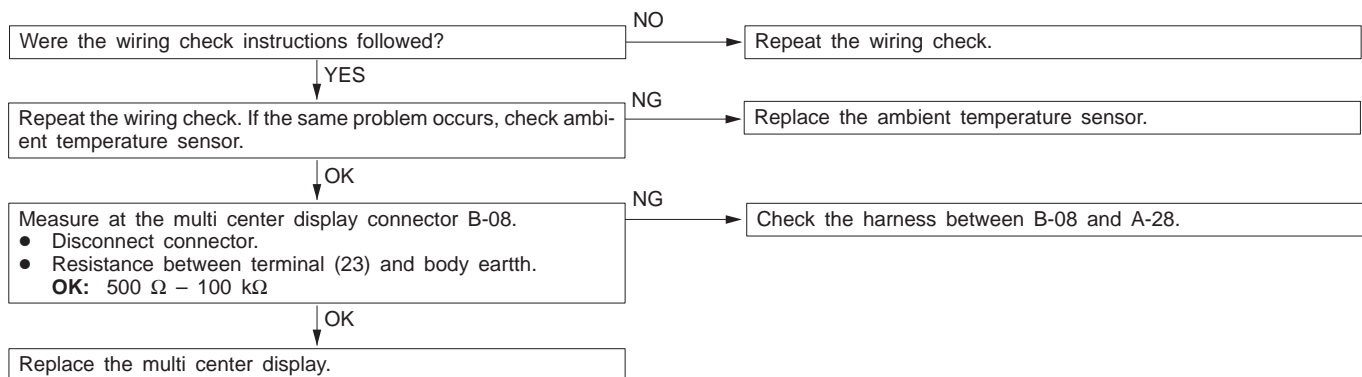 NO
Were the wiring check instructions followed?
Repeat the wiring check.
YES
NG
Repeat the wiring check. If the same problem occurs, check ambi-
ent temperature sensor.
Replace the ambient temperature sensor.
OK
NG
Measure at the multi center display connector B-08.
● Disconnect connector.
● Resistance between terminal (23) and body eartth.
OK: 500 Ω – 100 kΩ
Check the harness between B-08 and A-28.
OK
Replace the multi center display.